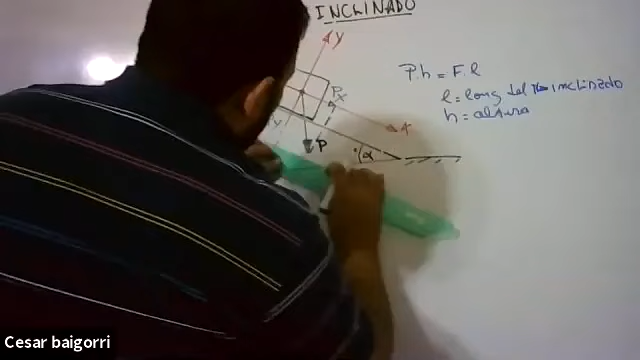 INCLINADO
y
P.h = F.l
Px
l = long del inclinado
h = altura
P
α
Cesar baigorri